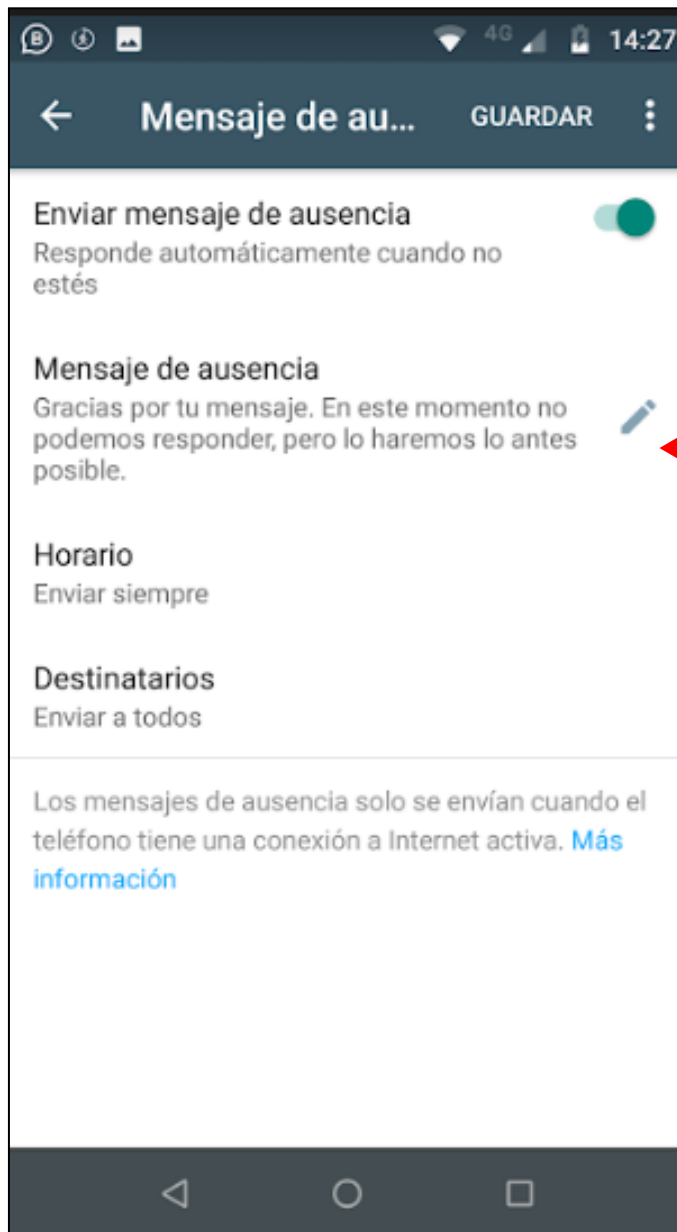 4G 14:27
Mensaje de au... GUARDAR
Enviar mensaje de ausencia
Responde automáticamente cuando no
estés
Mensaje de ausencia
Gracias por tu mensaje. En este momento no
podemos responder, pero lo haremos lo antes
posible.
Horario
Enviar siempre
Destinatarios
Enviar a todos
Los mensajes de ausencia solo se envían cuando el
teléfono tiene una conexión a Internet activa. Más
información